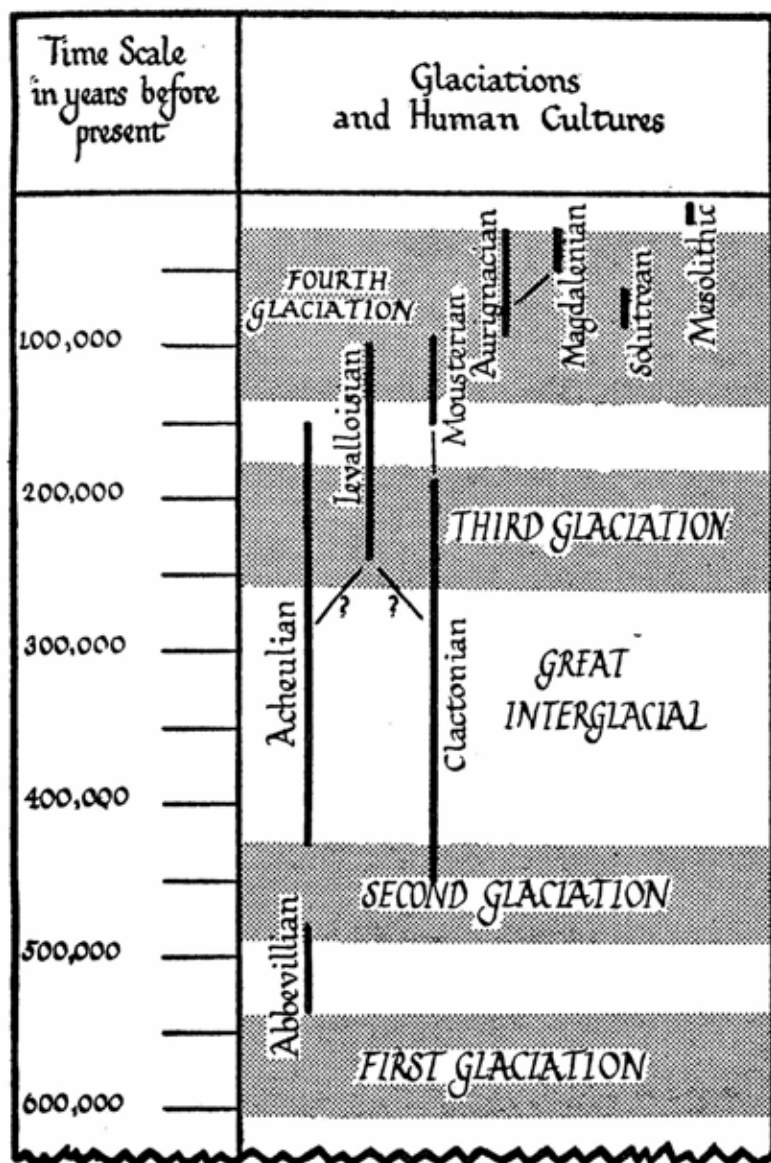 Time Scale
in years before
present
Glaciations
and Human Cultures
FOURTH
GLACIATION
Aurignacian
Magdalenian
Solutrean
Mesolithic
100,000
Levalloisian
Mousterian
200,000
THIRD GLACIATION
? ?
300,000
Acheulian
Clactonian
GREAT
INTERGLACIAL
400,000
SECOND GLACIATION
500,000
Abbevillian
FIRST GLACIATION
600,000